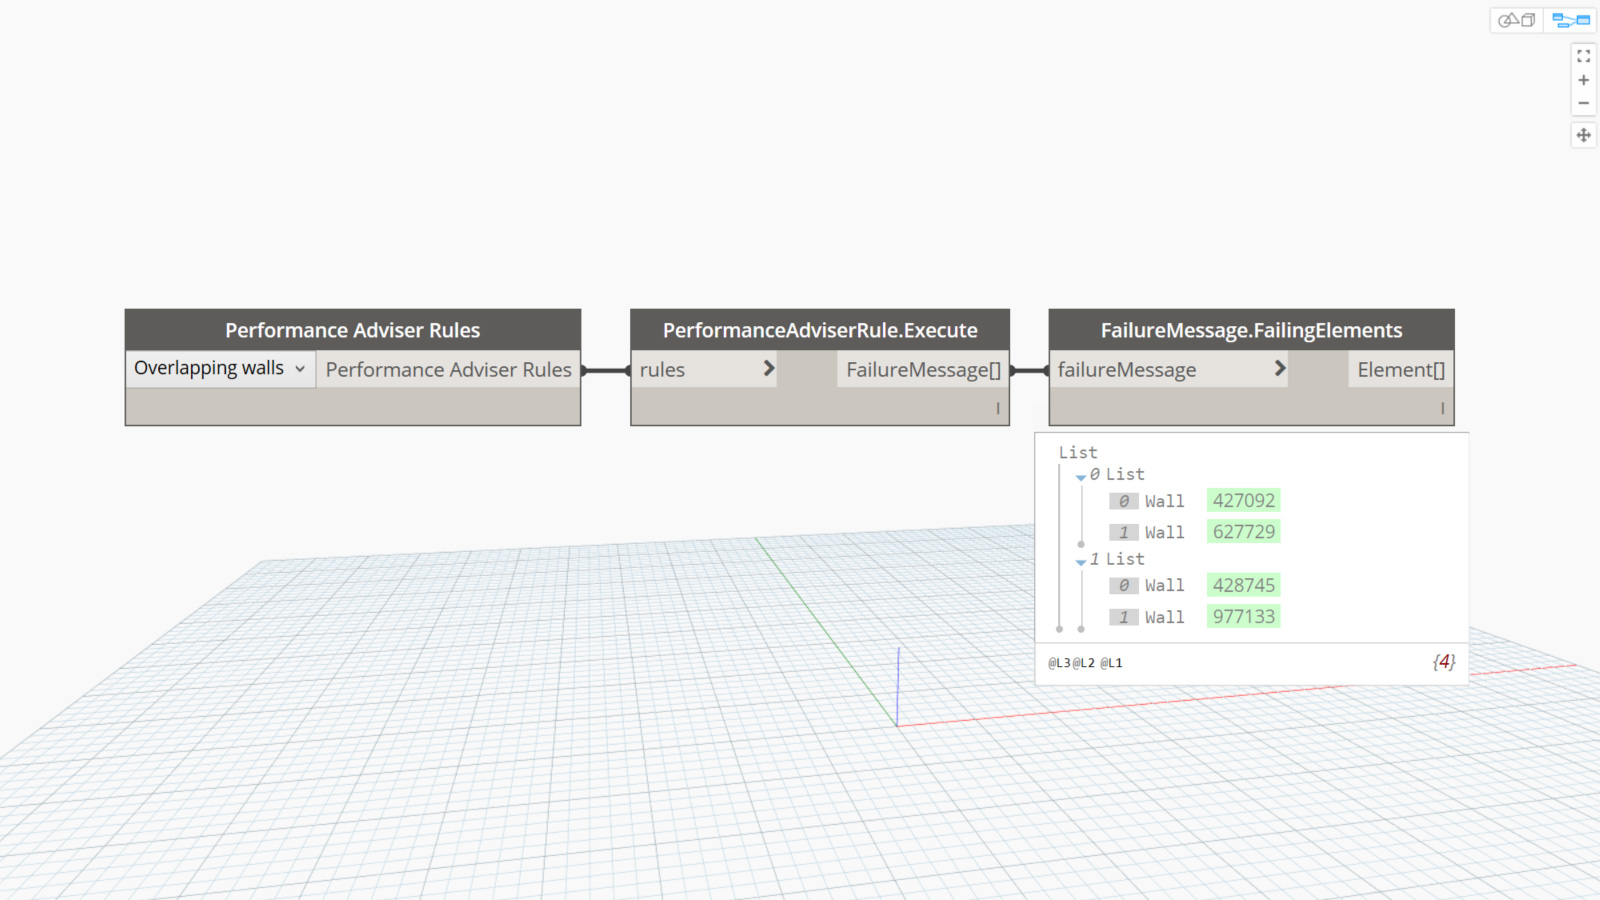 Performance Adviser Rules
Overlapping walls
Performance Adviser Rules
PerformanceAdviserRule.Execute
rules
FailureMessage[]
FailureMessage.FailingElements
failureMessage
Element[]
List
0 List
0 Wall 427092
1 Wall 627729
1 List
0 Wall 428745
1 Wall 977133
@L3@L2 @L1
{4}